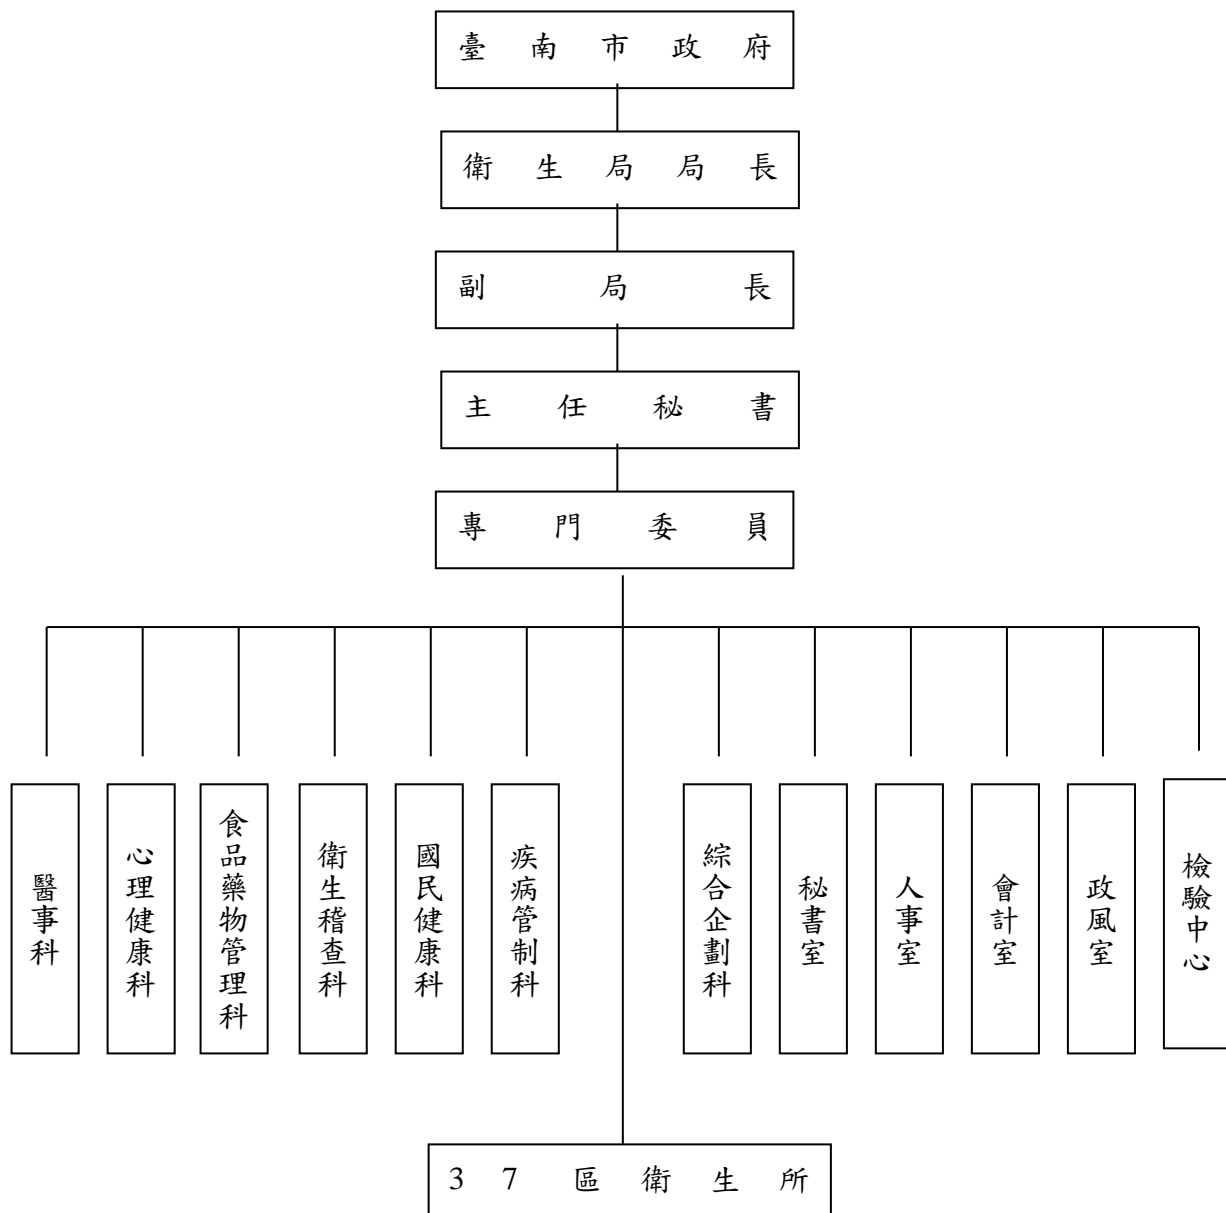 臺南市政府
衛生局局長
副局長
主任秘書
專門委員
醫事科
心理健康科
食品藥物管理科
衛生稽查科
國民健康科
疾病管制科
綜合企劃科
秘書室
人事室
會計室
政風室
檢驗中心
37區衛生所